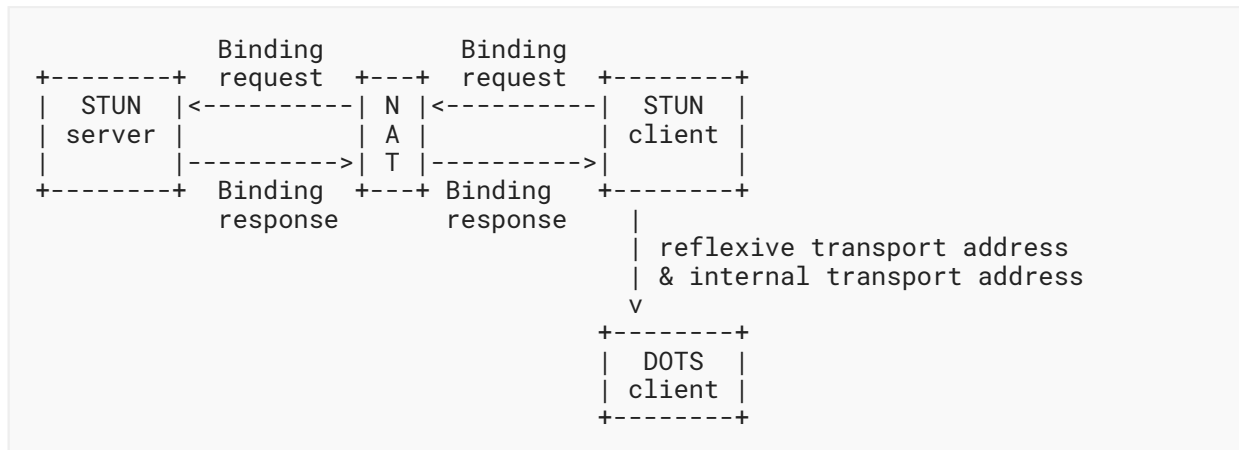 Binding         Binding
+--------+  request  +---+  request  +--------+
|  STUN  |<----------| N |<----------|  STUN  |
| server |           | A |           | client |
|        |---------->| T |---------->|        |
+--------+  Binding  +---+ Binding   +--------+
            response       response    |
                                       | reflexive transport address
                                       | & internal transport address
                                       v
                                     +--------+
                                     |  DOTS  |
                                     | client |
                                     +--------+